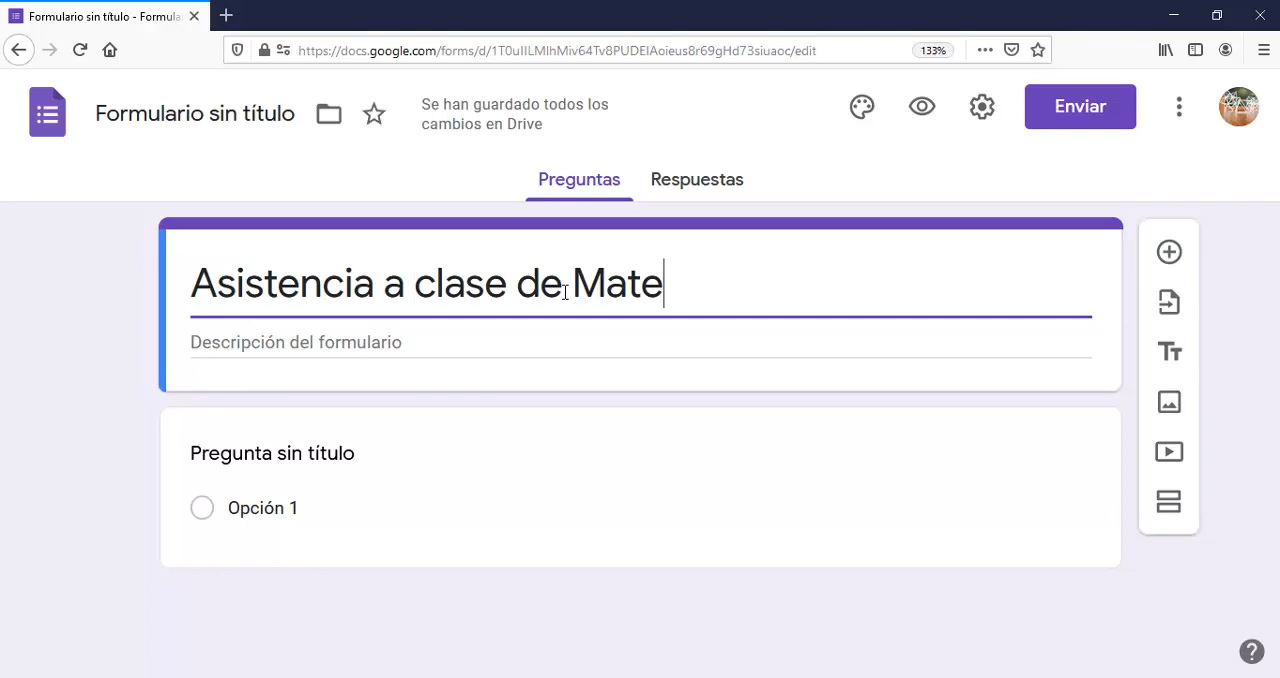 Formulario sin título - Formula
https://docs.google.com/forms/d/1T0uIILMIhMiv64Tv8PUDEIAoieus8r69gHd73siuaoc/edit
133%
Formulario sin título
Se han guardado todos los
cambios en Drive
Enviar
Preguntas
Respuestas
Asistencia a clase de Mate
Descripción del formulario
Pregunta sin título
Opción 1